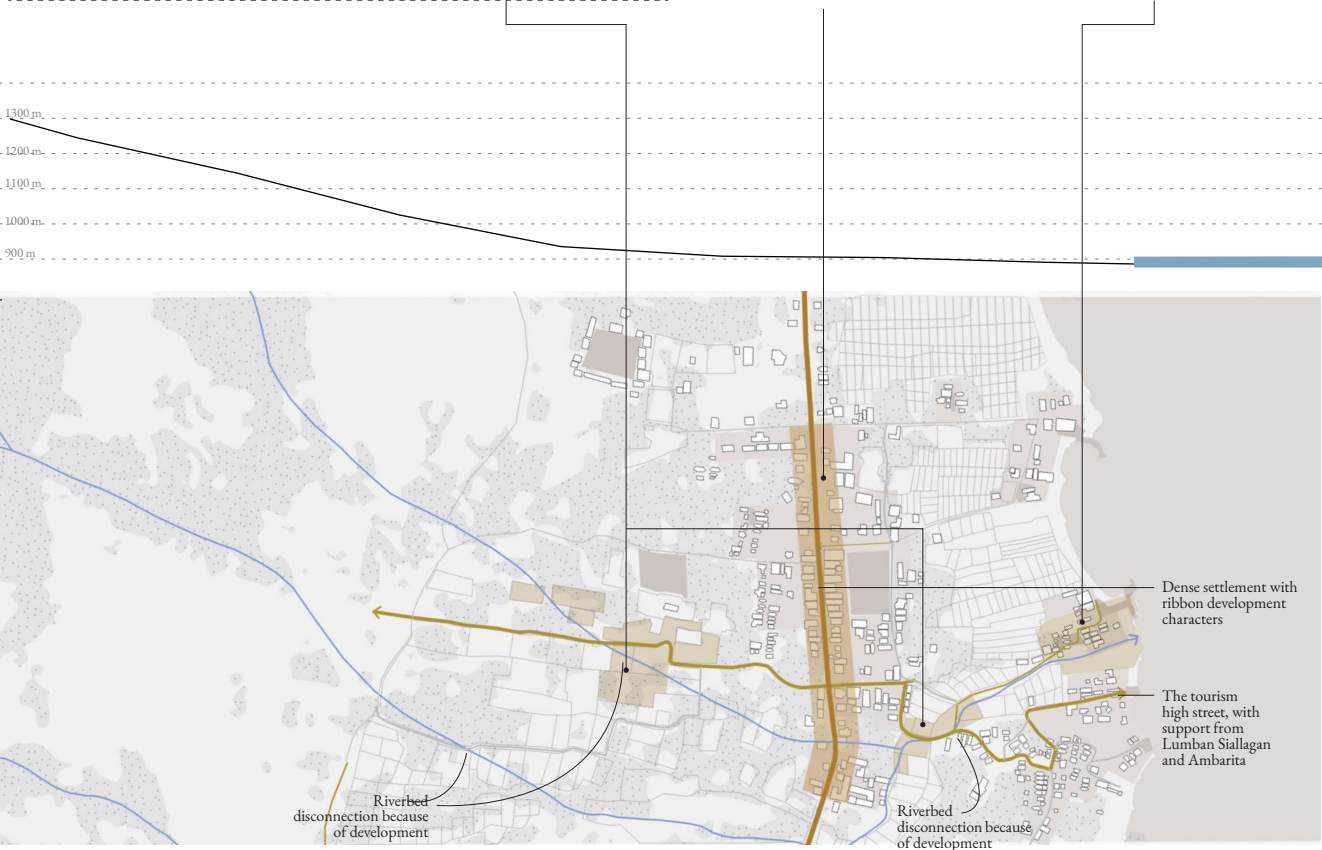 1300 m
1200 m
1100 m
1000 m
900 m
Dense settlement with
ribbon development
characters
The tourism
high street, with
support from
Lumban Siallagan
and Ambarita
Riverbed
disconnection because
of development
Riverbed
disconnection because
of development